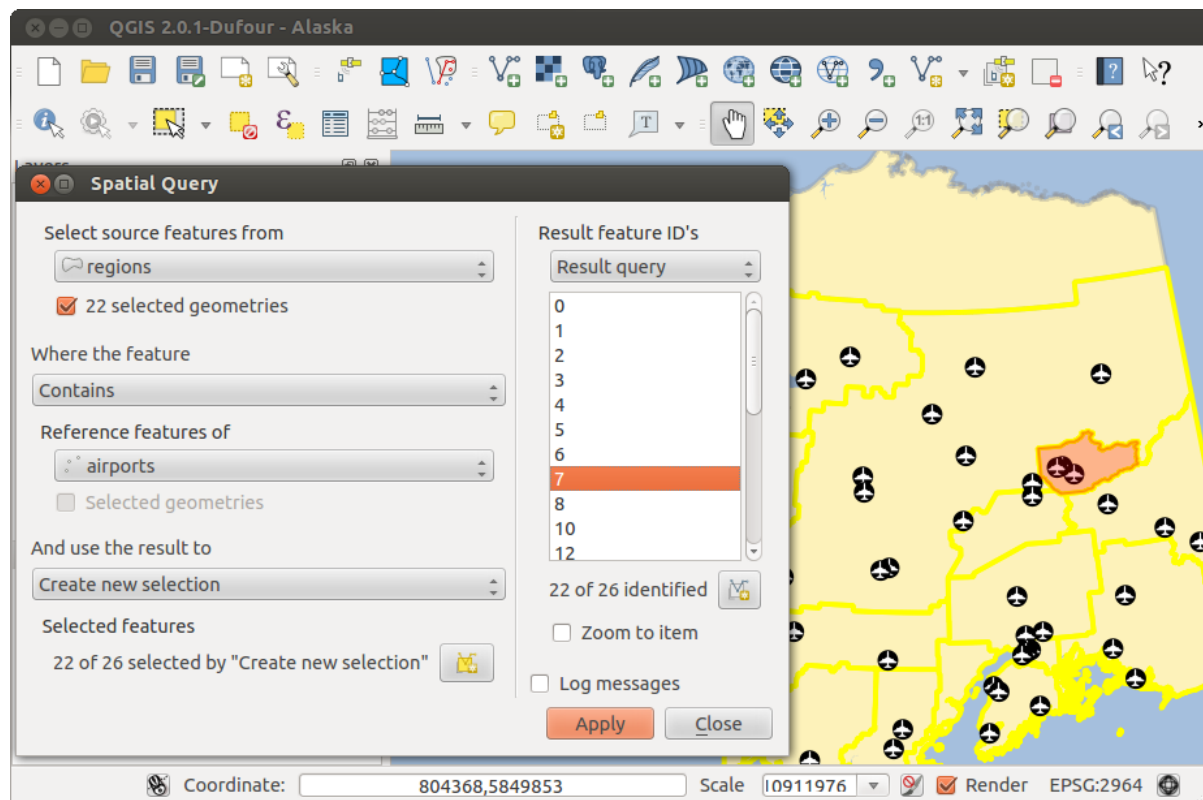 QGIS 2.0.1-Dufour - Alaska
1:1
T
Layers
Spatial Query
Select source features from
regions
22 selected geometries
Where the feature
Contains
Reference features of
airports
Selected geometries
And use the result to
Create new selection
Selected features
22 of 26 selected by "Create new selection"
Result feature ID's
Result query
0
1
2
3
4
5
6
7
8
10
12
22 of 26 identified
Zoom to item
Log messages
Apply
Close
Coordinate: 804368,5849853 Scale 10911976 Render EPSG:2964